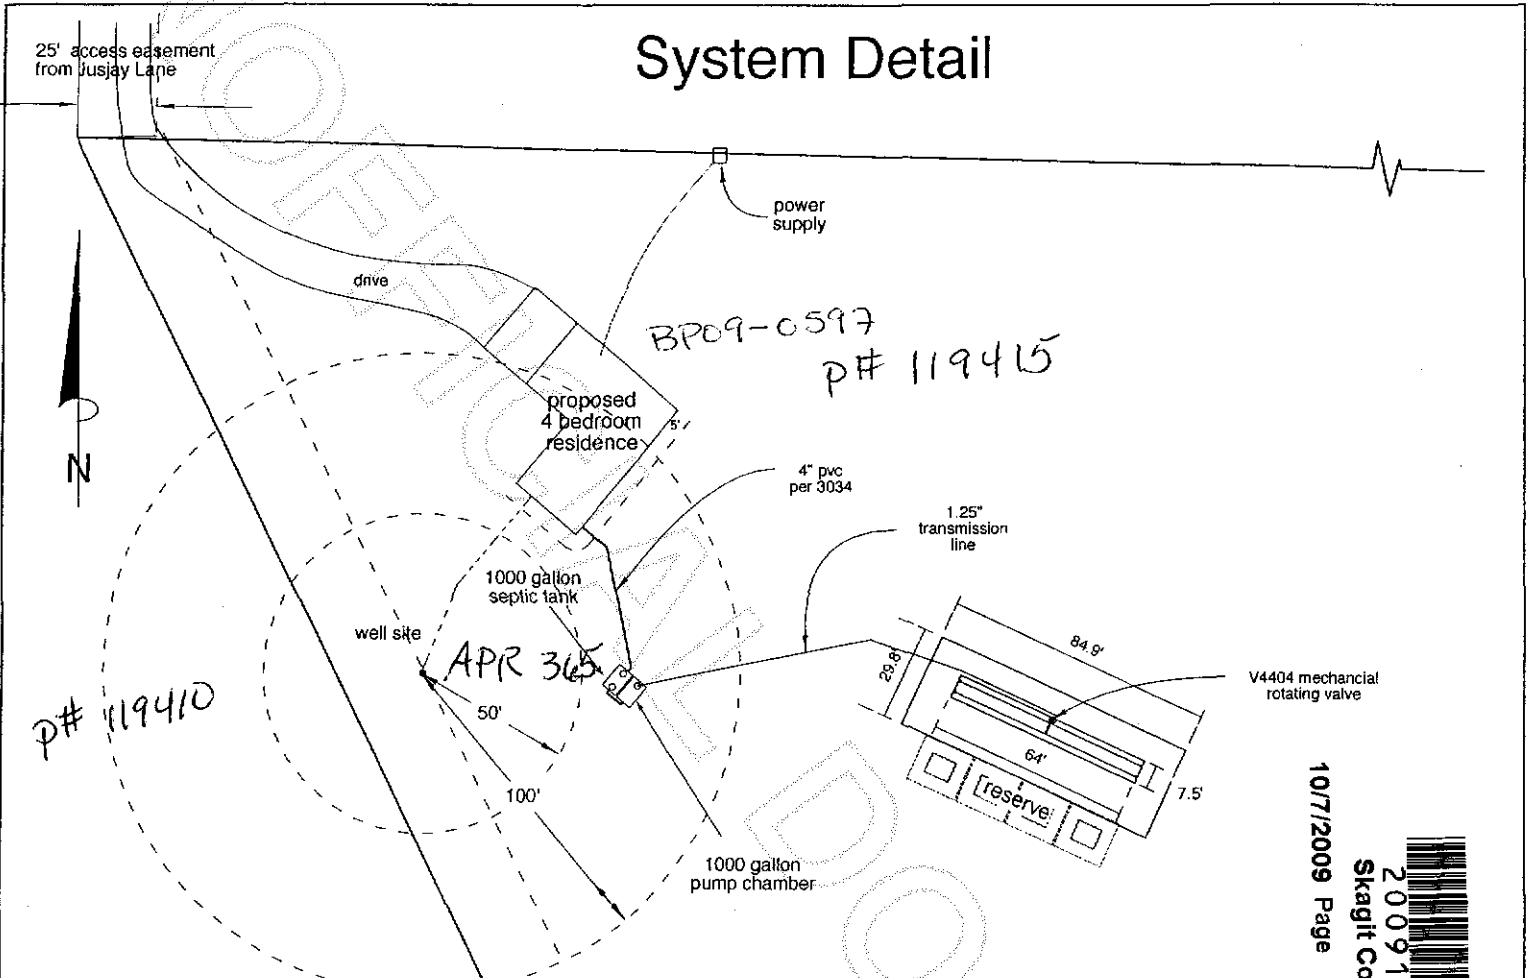 System Detail
25' access easement
from Jusjay Lane
power
supply
drive
BP09-0597
P# 119415
proposed
4 bedroom
residence
5'
N
4" pvc
per 3034
1.25"
transmission
line
1000 gallon
septic tank
well site
APR 365
84.9'
29.8'
V4404 mechancial
rotating valve
P# 119410
50'
64'
7.5'
reserve
100'
1000 gallon
pump chamber
10/7/2009 Page
Skagit Co
20091
UNOFFICIAL DO